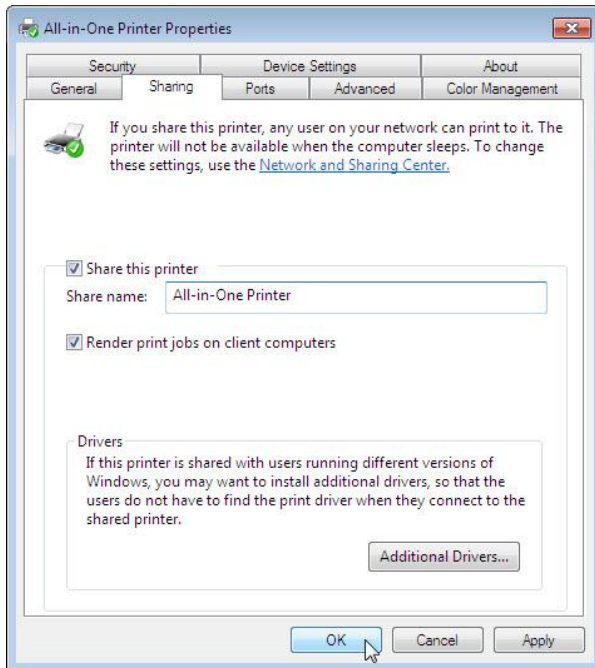 All-in-One Printer Properties
Security Device Settings About
General Sharing Ports Advanced Color Management
If you share this printer, any user on your network can print to it. The
printer will not be available when the computer sleeps. To change
these settings, use the Network and Sharing Center.
Share this printer
Share name: All-in-One Printer
Render print jobs on client computers
Drivers
If this printer is shared with users running different versions of
Windows, you may want to install additional drivers, so that the
users do not have to find the print driver when they connect to the
shared printer.
Additional Drivers...
OK Cancel Apply